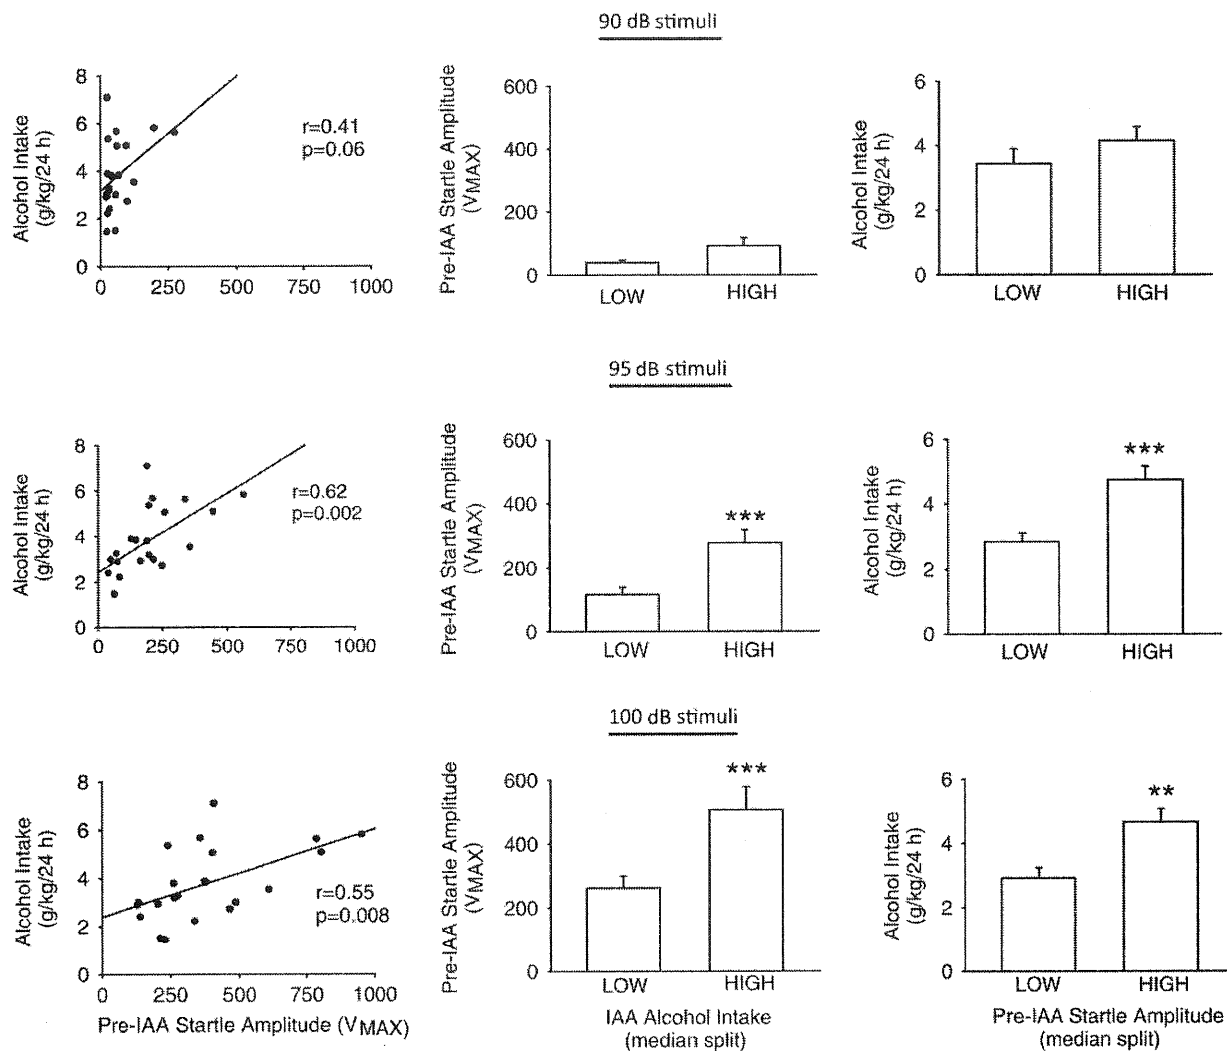 90 dB stimuli
Alcohol Intake
(g/kg/24 h)
8
6
4
2
0
r=0.41
p=0.06
0 250 500 750 1000
Pre-IAA Startle Amplitude
(VMAX)
600
400
200
0
LOW HIGH
Alcohol Intake
(g/kg/24 h)
6
4
2
0
LOW HIGH
95 dB stimuli
Alcohol Intake
(g/kg/24 h)
8
6
4
2
0
r=0.62
p=0.002
0 250 500 750 1000
Pre-IAA Startle Amplitude
(VMAX)
600
400
200
0
***
LOW HIGH
Alcohol Intake
(g/kg/24 h)
6
4
2
0
***
LOW HIGH
100 dB stimuli
Alcohol Intake
(g/kg/24 h)
8
6
4
2
0
r=0.55
p=0.008
0 250 500 750 1000
Pre-IAA Startle Amplitude (VMAX)
Pre-IAA Startle Amplitude
(VMAX)
600
400
200
0
***
LOW HIGH
IAA Alcohol Intake
(median split)
Alcohol Intake
(g/kg/24 h)
6
4
2
0
**
LOW HIGH
Pre-IAA Startle Amplitude
(median split)